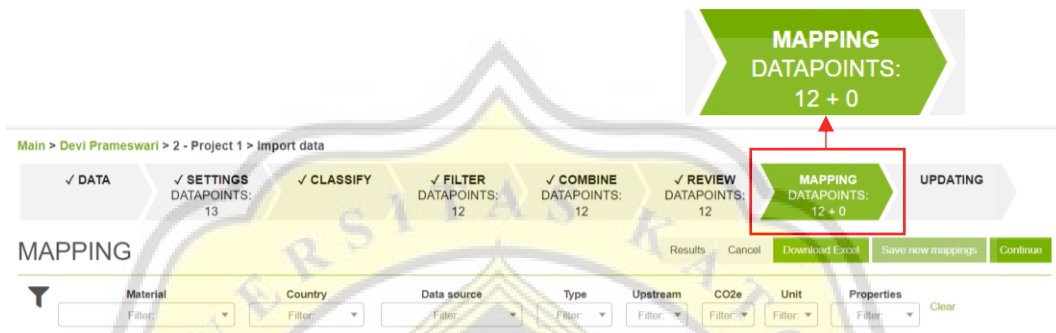 MAPPING
DATAPOINTS:
12 + 0
Main > Devi Prameswari > 2 - Project 1 > Import data
✓ DATA
✓ SETTINGS
DATAPOINTS:
13
✓ CLASSIFY
✓ FILTER
DATAPOINTS:
12
✓ COMBINE
DATAPOINTS:
12
✓ REVIEW
DATAPOINTS:
12
MAPPING
DATAPOINTS:
12 + 0
UPDATING
MAPPING
Results Cancel Download Excel Save new mappings Continue
Material Country Data source Type Upstream CO2e Unit Properties
Filter: Filter: Filter: Filter: Filter: Filter: Filter: Filter: Clear